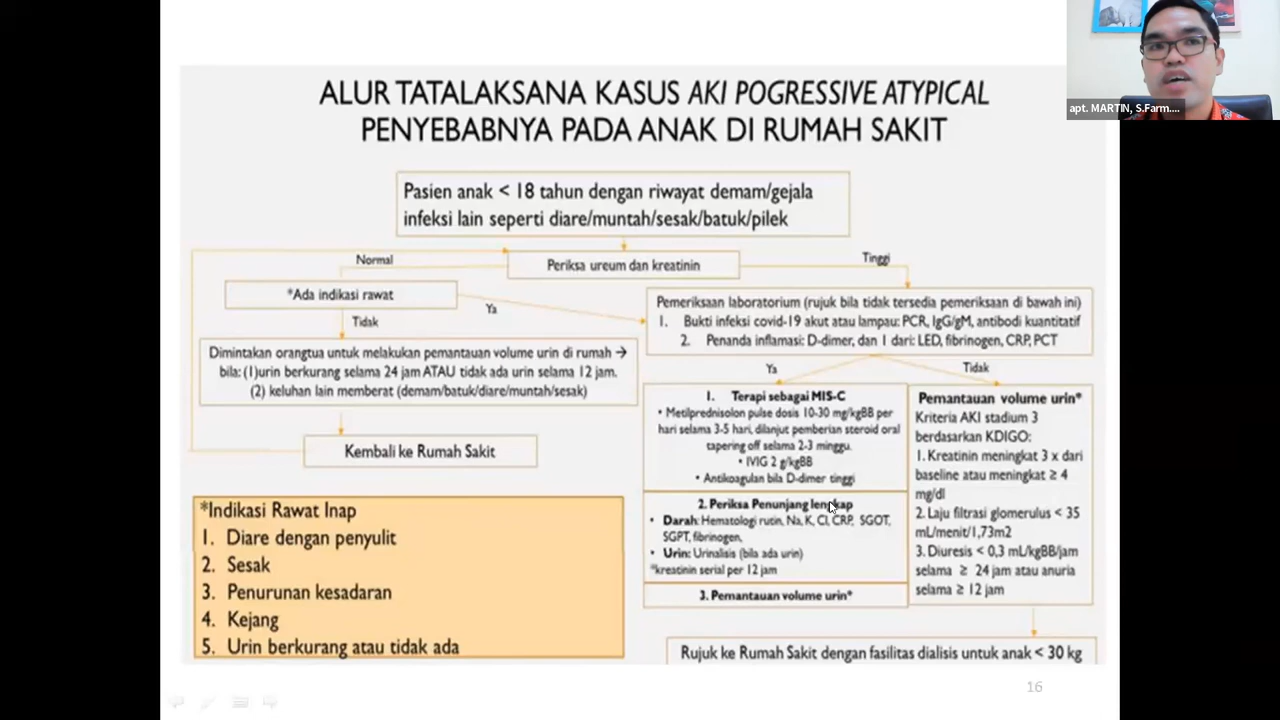 ALUR TATALAKSANA KASUS AKI POGRESSIVE ATYPICAL
PENYEBABNYA PADA ANAK DI RUMAH SAKIT
apt. MARTIN, S.Farm....
Pasien anak < 18 tahun dengan riwayat demam/gejala
infeksi lain seperti diare/muntah/sesak/batuk/pilek
Normal
Periksa ureum dan kreatinin
Tinggi
*Ada indikasi rawat
Ya
Tidak
Dimintakan orangtua untuk melakukan pemantauan volume urin di rumah →
bila: (1)urin berkurang selama 24 jam ATAU tidak ada urin selama 12 jam.
(2) keluhan lain memberat (demam/batuk/diare/muntah/sesak)
Kembali ke Rumah Sakit
*Indikasi Rawat Inap
1. Diare dengan penyulit
2. Sesak
3. Penurunan kesadaran
4. Kejang
5. Urin berkurang atau tidak ada
Pemeriksaan laboratorium (rujuk bila tidak tersedia pemeriksaan di bawah ini)
1. Bukti infeksi covid-19 akut atau lampau: PCR, IgG/gM, antibodi kuantitatif
2. Penanda inflamasi: D-dimer, dan 1 dari: LED, fibrinogen, CRP, PCT
Ya
Tidak
1. Terapi sebagai MIS-C
• Metilprednisolon pulse dosis 10-30 mg/kgBB per
hari selama 3-5 hari, dilanjut pemberian steroid oral
tapering off selama 2-3 minggu.
• IVIG 2 g/kgBB
• Antikoagulan bila D-dimer tinggi
2. Periksa Penunjang lengkap
• Darah: Hematologi rutin, Na, K, Cl, CRP, SGOT,
SGPT, fibrinogen,
• Urin: Urinalisis (bila ada urin)
*kreatinin serial per 12 jam
3. Pemantauan volume urin*
Pemantauan volume urin*
Kriteria AKI stadium 3
berdasarkan KDIGO:
1. Kreatinin meningkat 3 x dari
baseline atau meningkat ≥ 4
mg/dl
2. Laju filtrasi glomerulus < 35
mL/menit/1,73m2
3. Diuresis < 0,3 mL/kgBB/jam
selama ≥ 24 jam atau anuria
selama ≥ 12 jam
Rujuk ke Rumah Sakit dengan fasilitas dialisis untuk anak < 30 kg
16